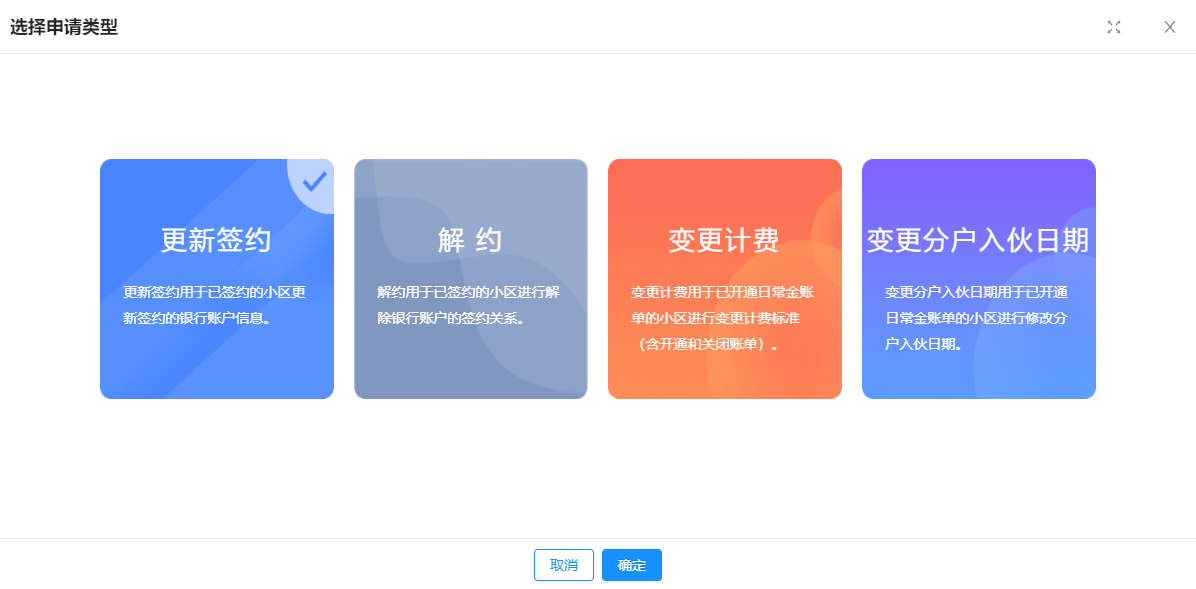 选择申请类型
更新签约
更新签约用于已签约的小区更
新签约的银行账户信息。
解 约
解约用于已签约的小区进行解
除银行账户的签约关系。
变更计费
变更计费用于已开通日常金账
单的小区进行变更计费标准
（含开通和关闭账单）。
变更分户入伙日期
变更分户入伙日期用于已开通
日常金账单的小区进行修改分
户入伙日期。
取消
确定